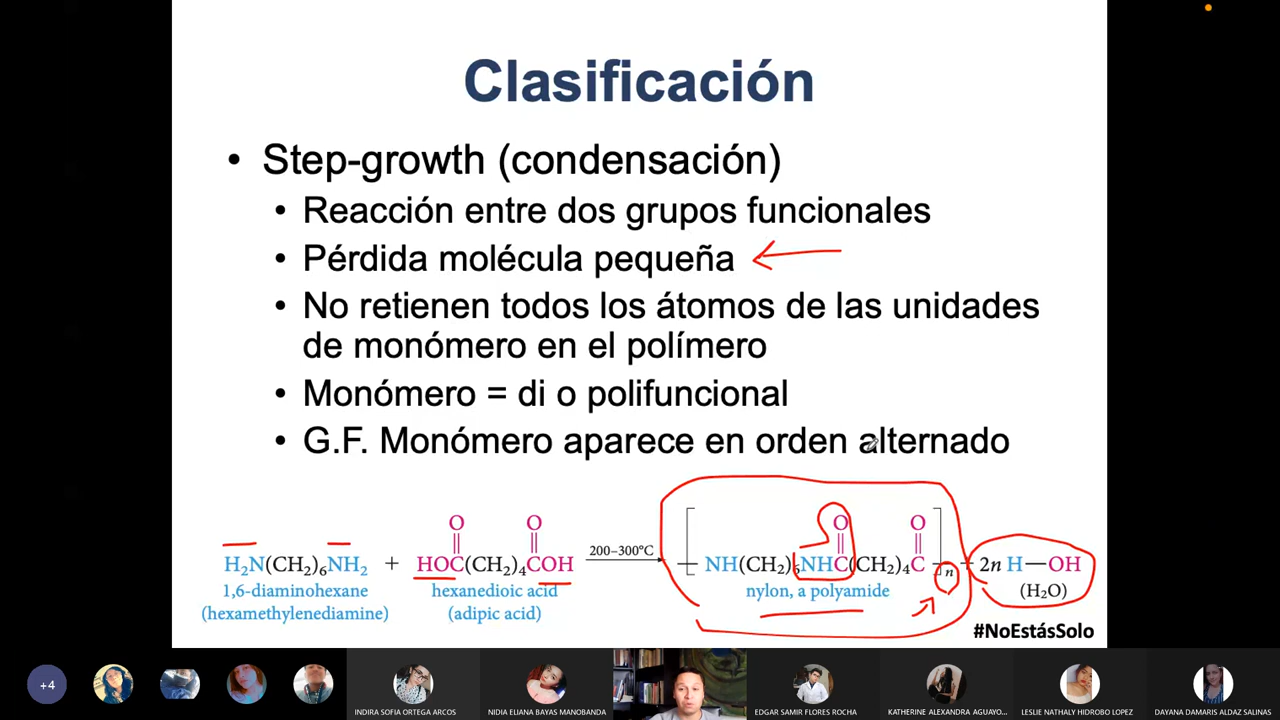 Clasificación
• Step-growth (condensación)
• Reacción entre dos grupos funcionales
• Pérdida molécula pequeña
• No retienen todos los átomos de las unidades
de monómero en el polímero
• Monómero = di o polifuncional
• G.F. Monómero aparece en orden alternado
O O O O
H₂N(CH₂)₆NH₂ + HOC(CH₂)₄COH 200–300°C NH(CH₂)₆NHC(CH₂)₄C n + 2n H—OH
1,6-diaminohexane hexanedioic acid nylon, a polyamide (H₂O)
(hexamethylenediamine) (adipic acid)
#NoEstásSolo
+4
INDIRA SOFIA ORTEGA ARCOS
NIDIA ELIANA BAYAS MANOBANDA
EDGAR SAMIR FLORES ROCHA
KATHERINE ALEXANDRA AGUAYO...
LESLIE NATHALY HIDROBO LOPEZ
DAYANA DAMARIS ALDAZ SALINAS